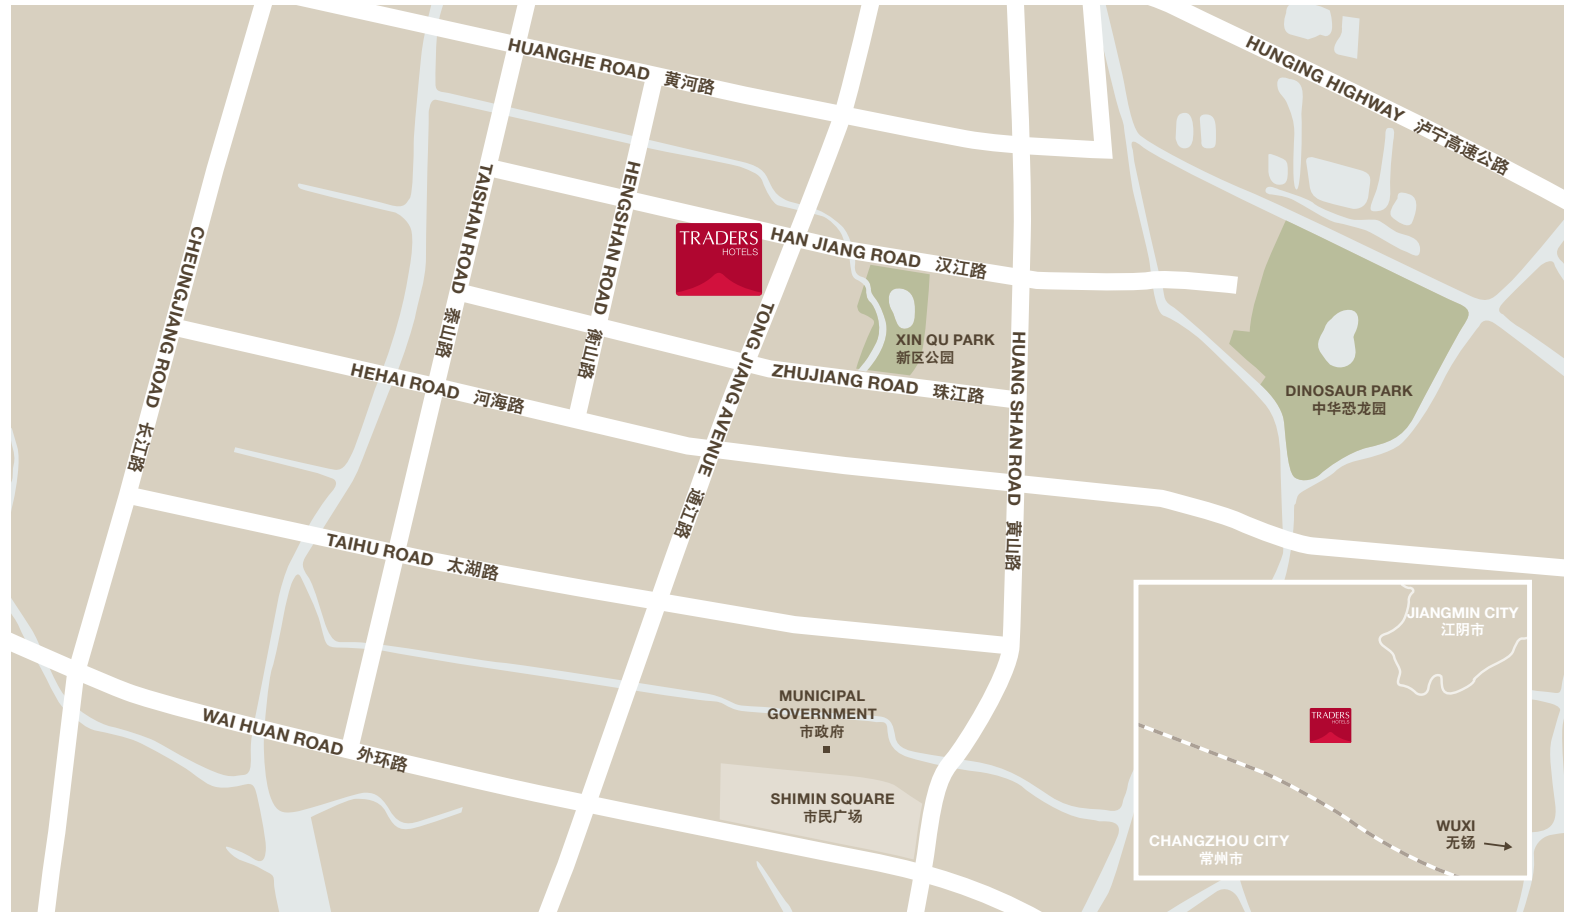 HUANGHE ROAD 黄河路
HUNGING HIGHWAY 泸宁高速公路
TAISHAN ROAD 泰山路
HENGSHAN ROAD 衡山路
CHEUNGJIANG ROAD 长江路
TRADERS
HOTELS
HAN JIANG ROAD 汉江路
TONG JIANG AVENUE 通江路
XIN QU PARK
新区公园
HUANG SHAN ROAD 黄山路
HEHAI ROAD 河海路
ZHUJIANG ROAD 珠江路
DINOSAUR PARK
中华恐龙园
TAIHU ROAD 太湖路
WAI HUAN ROAD 外环路
MUNICIPAL
GOVERNMENT
市政府
SHIMIN SQUARE
市民广场
JIANGMIN CITY
江阴市
TRADERS
HOTELS
WUXI
无钖
CHANGZHOU CITY
常州市